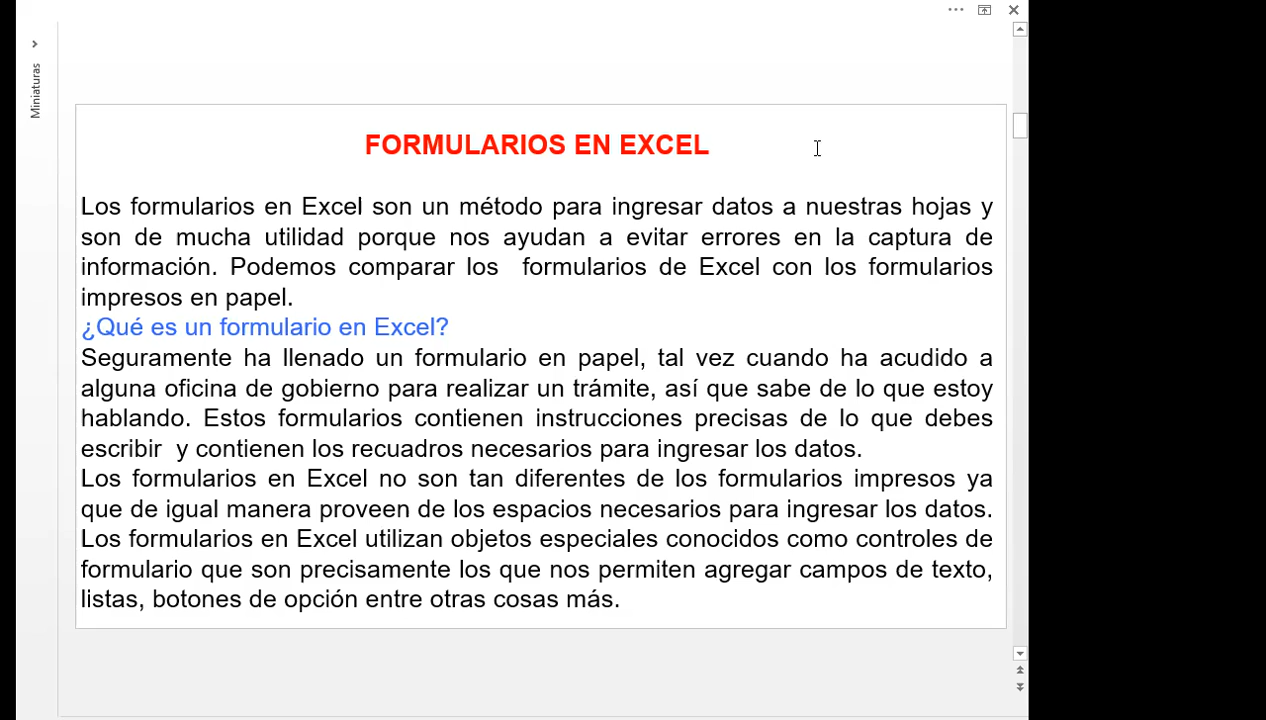 Miniaturas
FORMULARIOS EN EXCEL
Los formularios en Excel son un método para ingresar datos a nuestras hojas y
son de mucha utilidad porque nos ayudan a evitar errores en la captura de
información. Podemos comparar los  formularios de Excel con los formularios
impresos en papel.
¿Qué es un formulario en Excel?
Seguramente ha llenado un formulario en papel, tal vez cuando ha acudido a
alguna oficina de gobierno para realizar un trámite, así que sabe de lo que estoy
hablando. Estos formularios contienen instrucciones precisas de lo que debes
escribir  y contienen los recuadros necesarios para ingresar los datos.
Los formularios en Excel no son tan diferentes de los formularios impresos ya
que de igual manera proveen de los espacios necesarios para ingresar los datos.
Los formularios en Excel utilizan objetos especiales conocidos como controles de
formulario que son precisamente los que nos permiten agregar campos de texto,
listas, botones de opción entre otras cosas más.